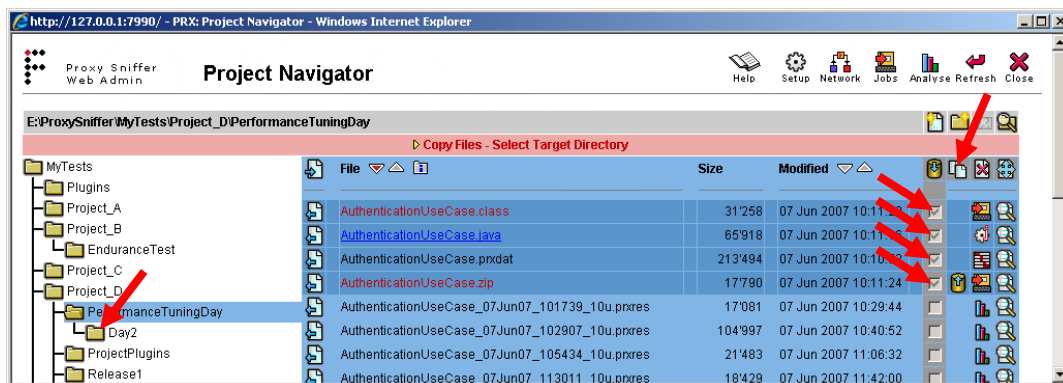 http://127.0.0.1:7990/ - PRX: Project Navigator - Windows Internet Explorer
Proxy Sniffer
Web Admin
Project Navigator
Help Setup Network Jobs Analyse Refresh Close
E:\ProxySniffer\MyTests\Project_D\PerformanceTuningDay
Copy Files - Select Target Directory
MyTests File Size Modified
Plugins
Project_A AuthenticationUseCase.class 31'258 07 Jun 2007
Project_B AuthenticationUseCase.java 65'918 07 Jun 2007
EnduranceTest AuthenticationUseCase.prxdat 213'494 07 Jun 2007
Project_C AuthenticationUseCase.zip 17'790 07 Jun 2007 10:11:24
Project_D AuthenticationUseCase_07Jun07_101739_10u.prxres 17'081 07 Jun 2007 10:29:44
PerformanceTuningDay
Day2 AuthenticationUseCase_07Jun07_102907_10u.prxres 104'997 07 Jun 2007 10:40:52
ProjectPlugins AuthenticationUseCase_07Jun07_105434_10u.prxres 21'483 07 Jun 2007 11:06:32
Release1 AuthenticationUseCase_07Jun07_113011_10u.prxres 18'429 07 Jun 2007 11:42:00